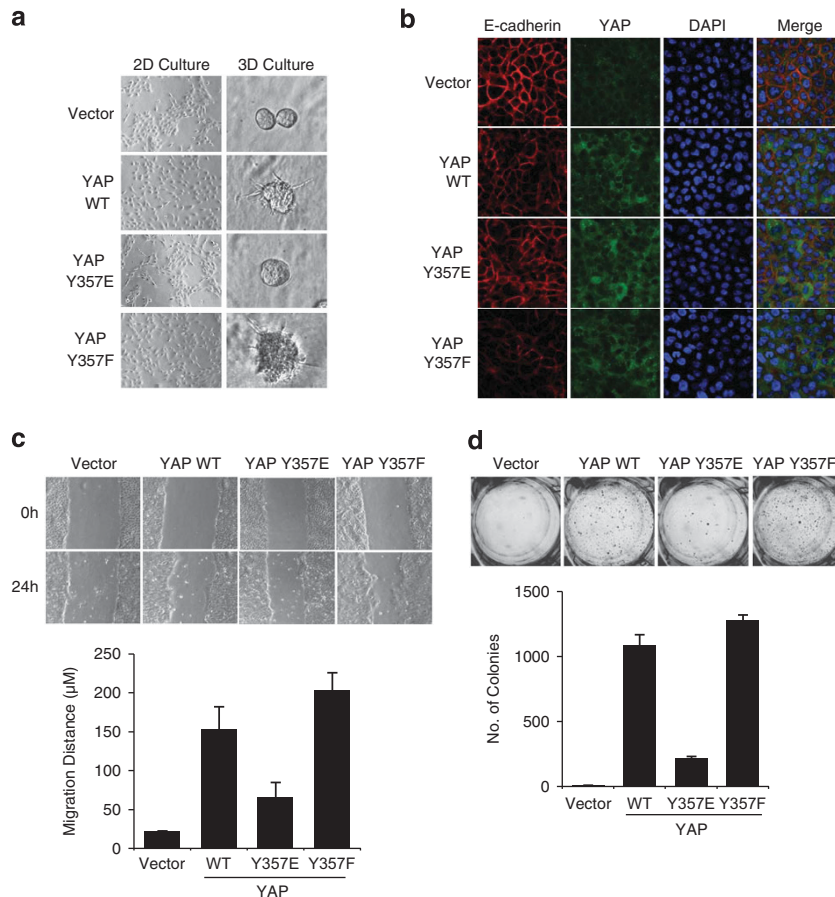 a
2D Culture 3D Culture
Vector
YAP
WT
YAP
Y357E
YAP
Y357F
b
E-cadherin YAP DAPI Merge
Vector
YAP
WT
YAP
Y357E
YAP
Y357F
c
Vector YAP WT YAP Y357E YAP Y357F
0h
24h
Migration Distance (μM)
250
200
150
100
50
0
Vector WT Y357E Y357F
YAP
d
Vector YAP WT YAP Y357E YAP Y357F
No. of Colonies
1500
1000
500
0
Vector WT Y357E Y357F
YAP